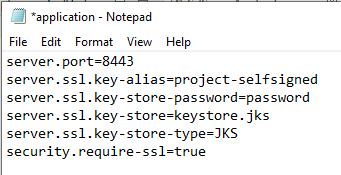 *application - Notepad
File Edit Format View Help
server.port=8443
server.ssl.key-alias=project-selfsigned
server.ssl.key-store-password=password
server.ssl.key-store=keystore.jks
server.ssl.key-store-type=JKS
security.require-ssl=true